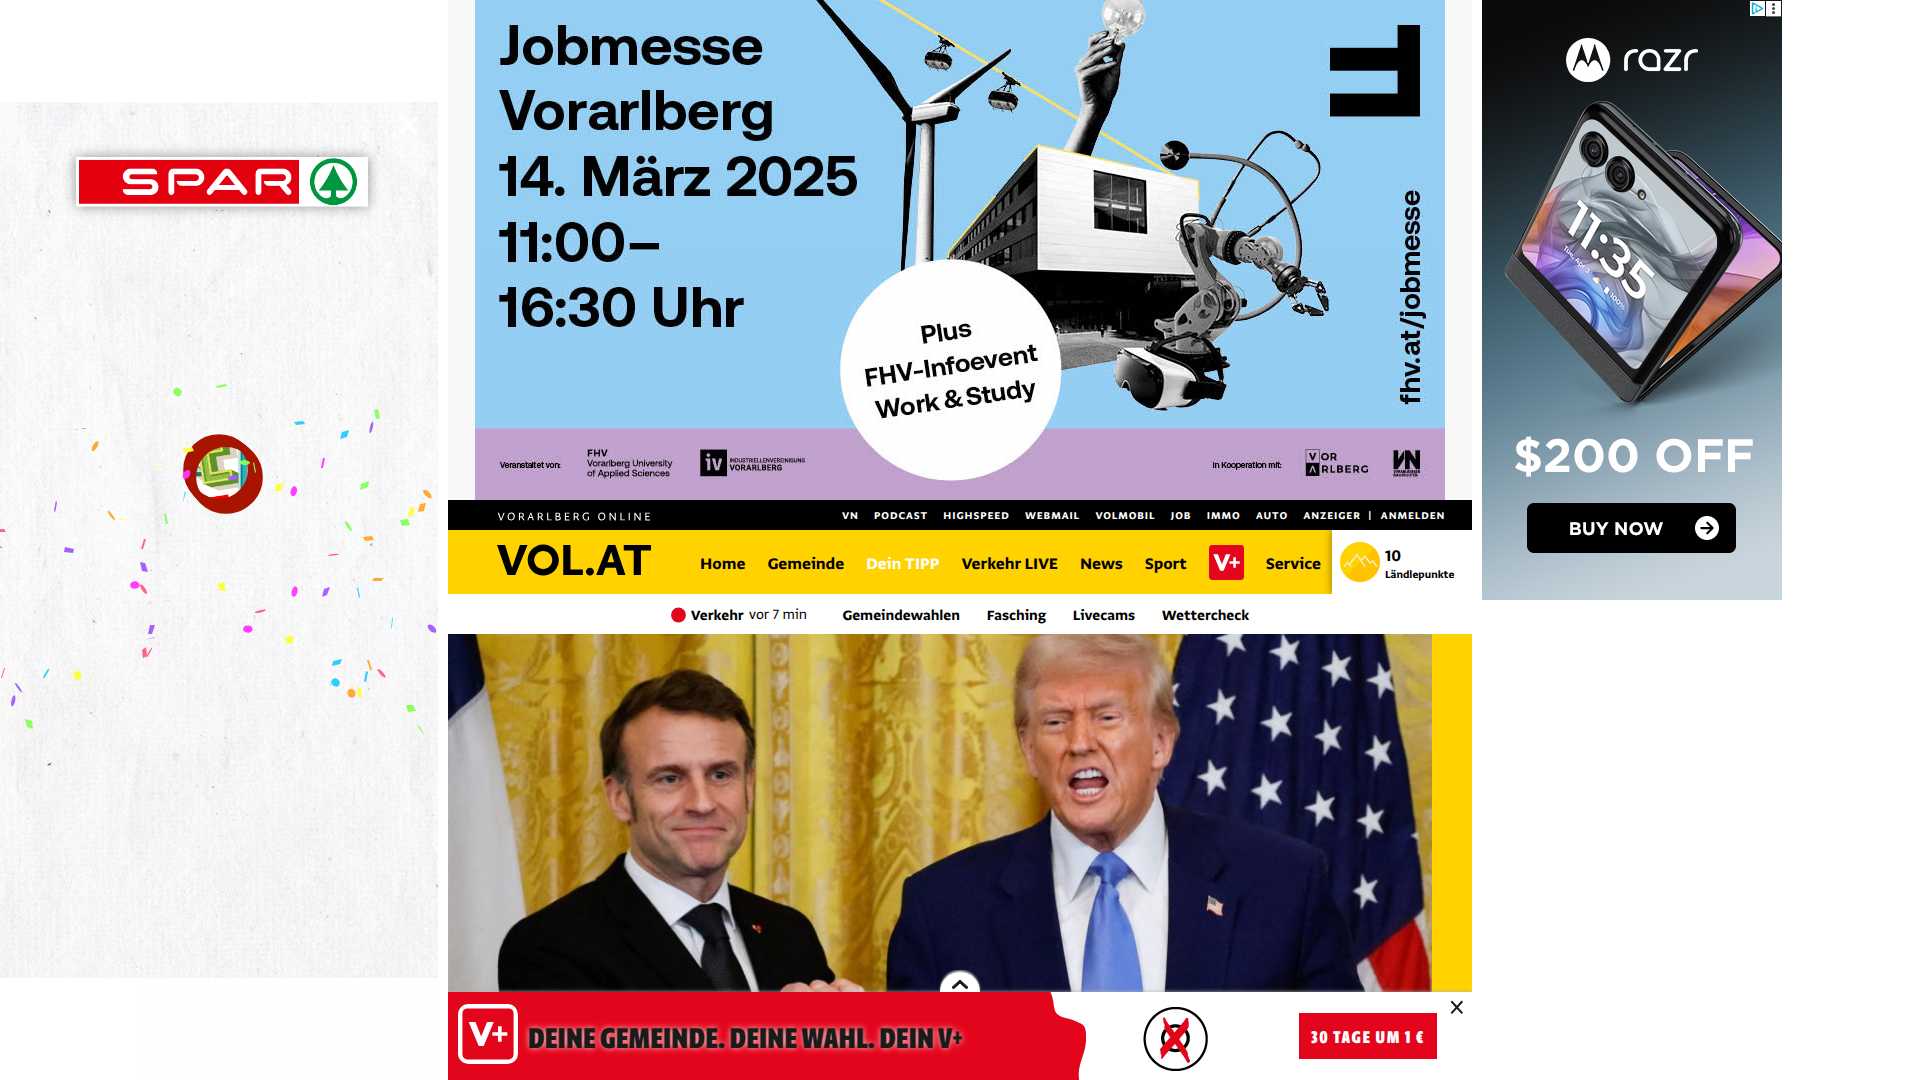 SPAR
Jobmesse
Vorarlberg
14. März 2025
11:00–
16:30 Uhr
Plus
FHV-Infoevent
Work & Study
fhv.at/jobmesse
Veranstaltet von:
FHV
Vorarlberg University
of Applied Sciences
iv
INDUSTRIELLENVEREINIGUNG
VORARLBERG
In Kooperation mit:
VOR
ARLBERG
VN
razr
11:35
Tue, Apr 3
100%
$200 OFF
BUY NOW
VORARLBERG ONLINE
VN PODCAST HIGHSPEED WEBMAIL VOLMOBIL JOB IMMO AUTO ANZEIGER | ANMELDEN
VOL.AT
Home Gemeinde Dein TIPP Verkehr LIVE News Sport V+ Service
10
Ländlepunkte
Verkehr vor 7 min Gemeindewahlen Fasching Livecams Wettercheck
V+ DEINE GEMEINDE. DEINE WAHL. DEIN V+
30 TAGE UM 1 €